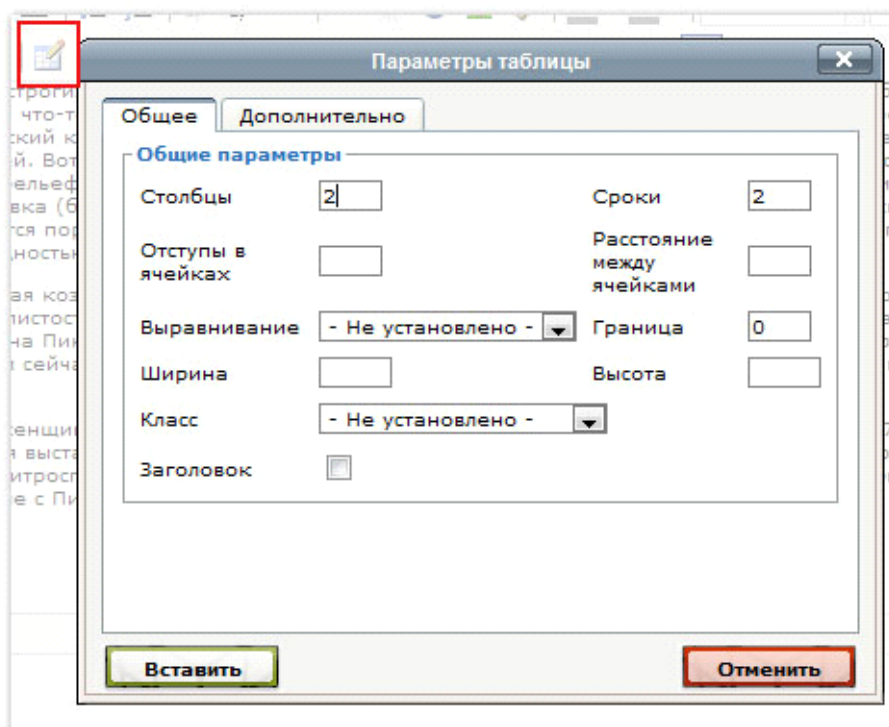 Параметры таблицы
Общее Дополнительно
Общие параметры
Столбцы 2 Сроки 2
Отступы в ячейках Расстояние между ячейками
Выравнивание - Не установлено - Граница 0
Ширина Высота
Класс - Не установлено -
Заголовок
Вставить Отменить